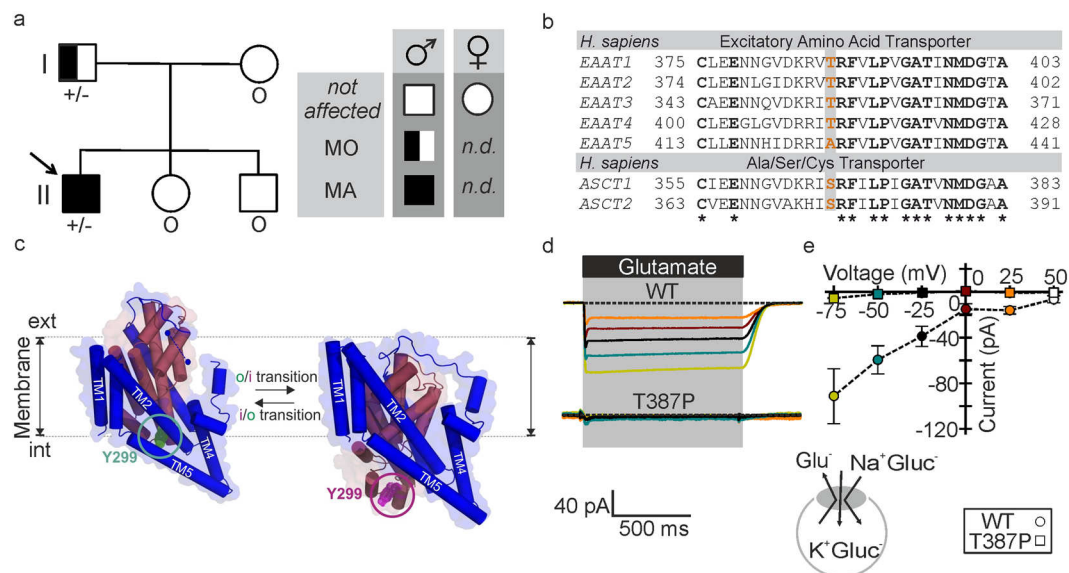 a
♂ ♀
I
+/- O
not affected
MO n.d.
MA n.d.
II
+/- O O
b
H. sapiens Excitatory Amino Acid Transporter
EAAT1 375 CLEENNGVDKRVTRFVLPVGATINMDGTA 403
EAAT2 374 CLEENLGIDKRVTRFVLPVGATINMDGTA 402
EAAT3 343 CAEENNQVDKRITRFVLPVGATINMDGTA 371
EAAT4 400 CLEEGLGVDRRITRFVLPVGATVNMDGTA 428
EAAT5 413 CLLENNHIDRRIARFVLPVGATINMDGTA 441
H. sapiens Ala/Ser/Cys Transporter
ASCT1 355 CIEENNGVDKRISRFILPIGATVNMDGAA 383
ASCT2 363 CVEENNGVAKHISRFILPIGATVNMDGAA 391
* * ** ** *** **** *
c
Membrane
ext
int
TM1
TM2
TM4
TM5
Y299
o/i transition
i/o transition
TM1
TM2
TM4
TM5
Y299
d
Glutamate
WT
T387P
40 pA
500 ms
e
Voltage (mV)
-75 -50 -25 0 25 50
Current (pA)
-40
-80
-120
Glu⁻ Na⁺Gluc⁻
K⁺Gluc⁻
WT
T387P